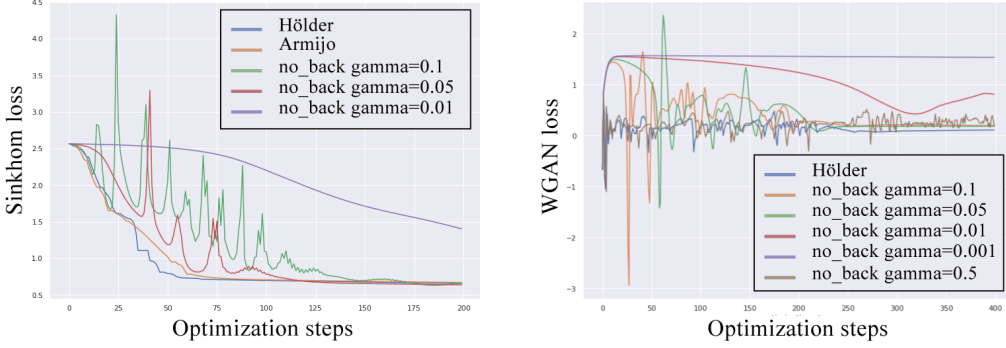 Sinkhom loss
4.5
4.0
3.5
3.0
2.5
2.0
1.5
1.0
0.5
Hölder
Armijo
no_back gamma=0.1
no_back gamma=0.05
no_back gamma=0.01
0 25 50 75 100 125 150 175 200
Optimization steps
WGAN loss
2
1
0
−1
−2
−3
Hölder
no_back gamma=0.1
no_back gamma=0.05
no_back gamma=0.01
no_back gamma=0.001
no_back gamma=0.5
0 50 100 150 200 250 300 350 400
Optimization steps